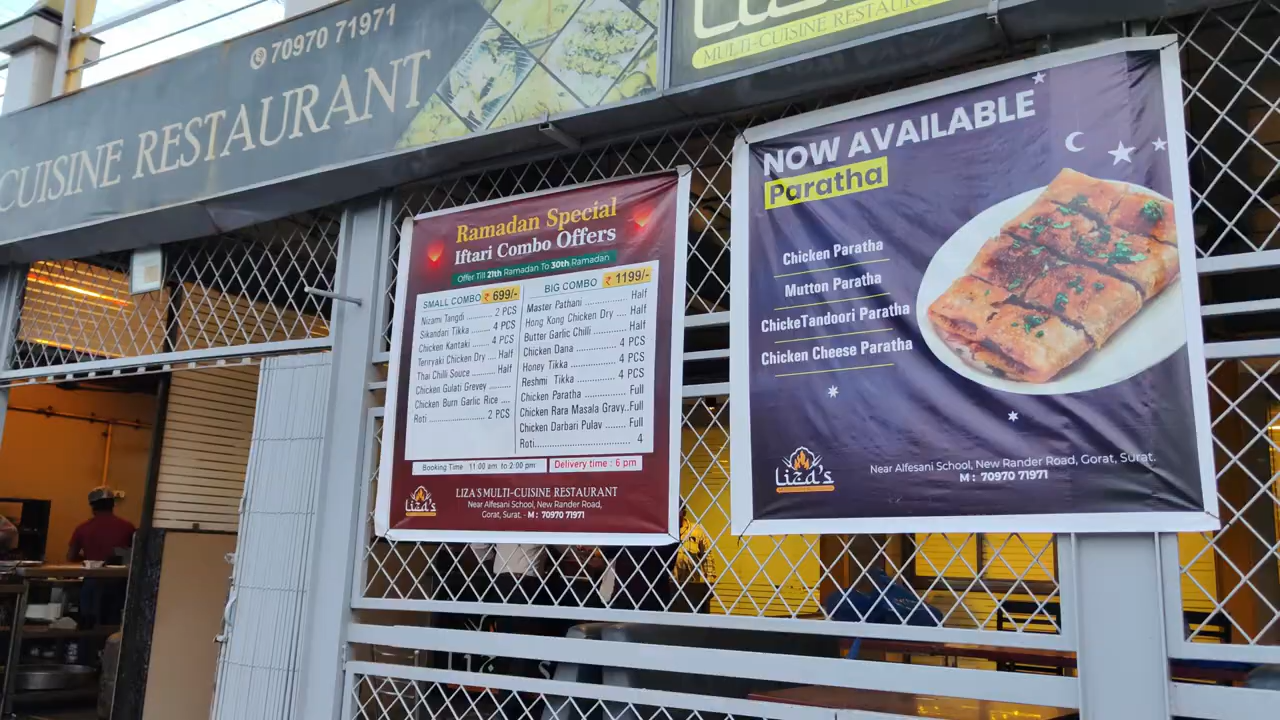 70970 71971
CUISINE RESTAURANT
MULTI-CUISINE RESTAURANT
Ramadan Special
Iftari Combo Offers
Offer Till 21th Ramadan To 30th Ramadan
SMALL COMBO ₹ 699/-
Nizami Tangdi ........ 2 PCS
Sikandari Tikka ....... 4 PCS
Chicken Kantaki ....... 4 PCS
Terryaki Chicken Dry .... Half
Thai Chilli Souce ....... Half
Chicken Gulati Grevey .......
Chicken Burn Garlic Rice ....
Roti ................ 2 PCS
BIG COMBO ₹ 1199/-
Master Pathani ............ Half
Hong Kong Chicken Dry .... Half
Butter Garlic Chilli ........ Half
Chicken Dana ............ 4 PCS
Honey Tikka ............. 4 PCS
Reshmi Tikka ............ 4 PCS
Chicken Paratha ........... Full
Chicken Rara Masala Gravy..Full
Chicken Darbari Pulav ....... Full
Roti......................... 4
Booking Time 11:00 am to 2:00 pm
Delivery time : 6 pm
Liza's
LIZA'S MULTI-CUISINE RESTAURANT
Near Alfesani School, New Rander Road,
Gorat, Surat. - M : 70970 71971
NOW AVAILABLE
Paratha
Chicken Paratha
Mutton Paratha
ChickeTandoori Paratha
Chicken Cheese Paratha
Liza's
Near Alfesani School, New Rander Road, Gorat, Surat.
M : 70970 71971